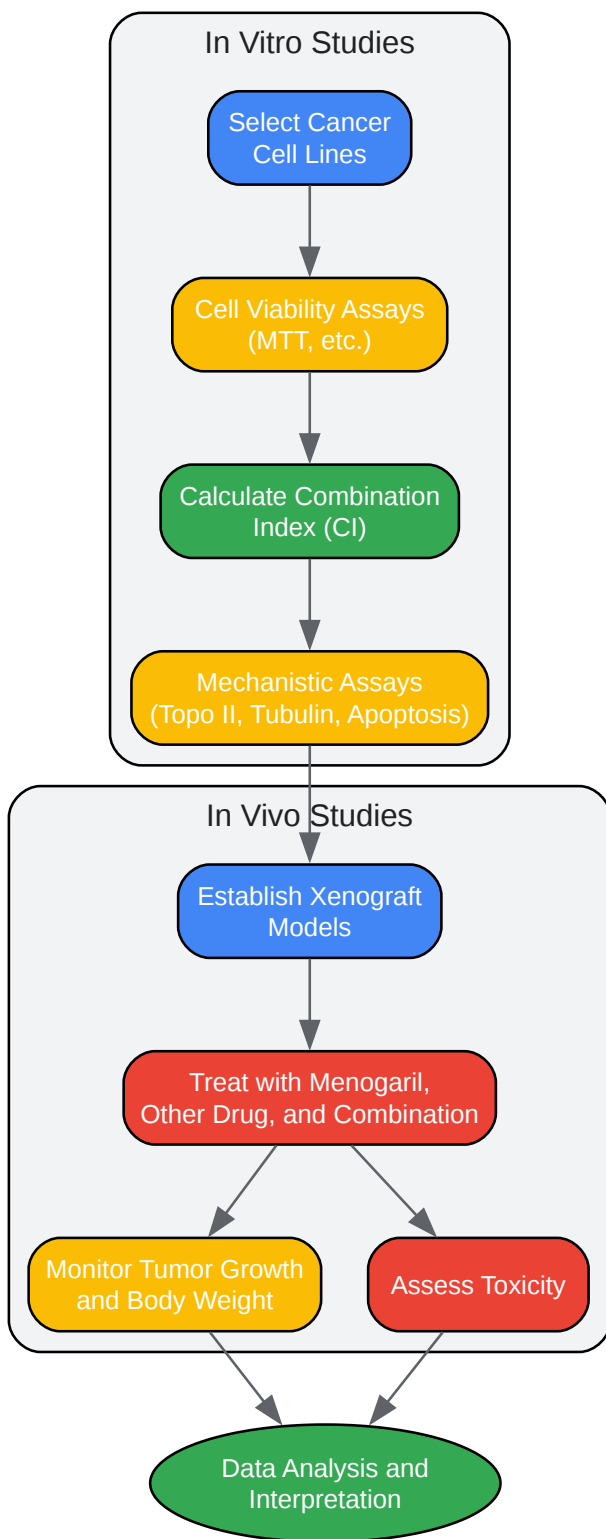 In Vitro Studies
Select Cancer
Cell Lines
Cell Viability Assays
(MTT, etc.)
Calculate Combination
Index (CI)
Mechanistic Assays
(Topo II, Tubulin, Apoptosis)
In Vivo Studies
Establish Xenograft
Models
Treat with Menogaril,
Other Drug, and Combination
Monitor Tumor Growth
and Body Weight
Assess Toxicity
Data Analysis and
Interpretation